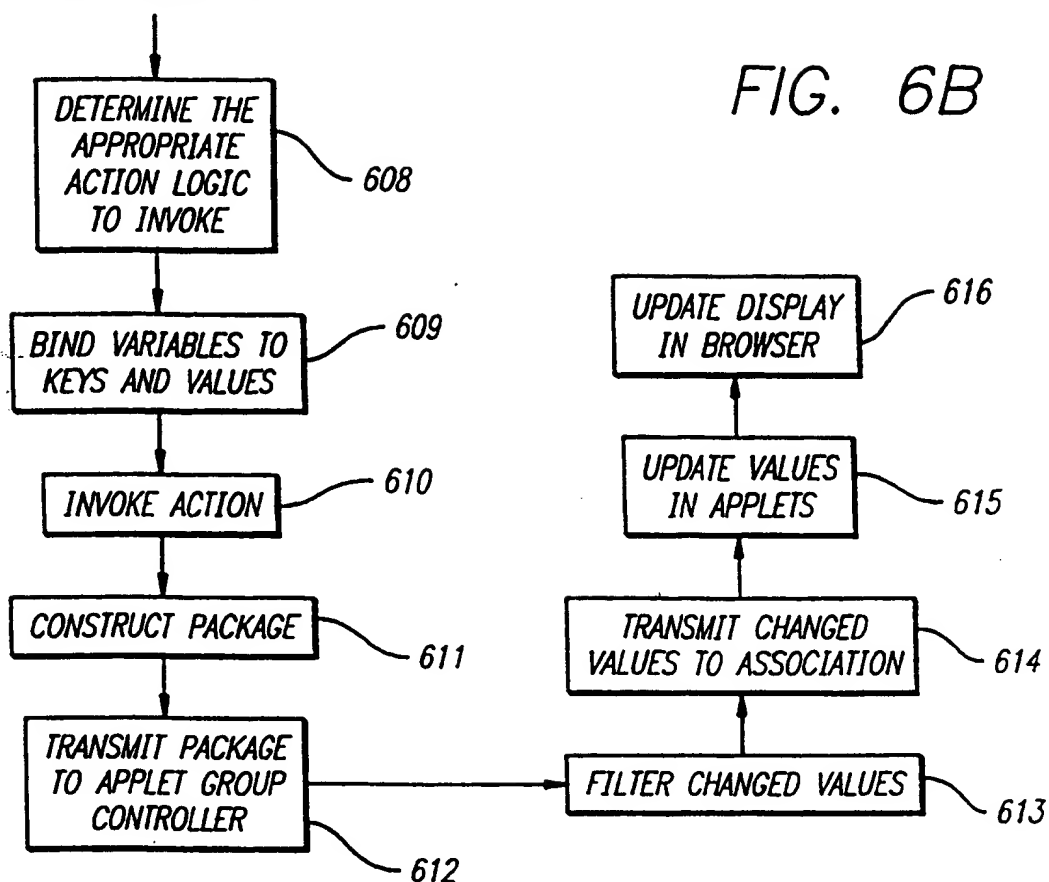 FIG. 6B
DETERMINE THE
APPROPRIATE
ACTION LOGIC
TO INVOKE
608
BIND VARIABLES TO
KEYS AND VALUES
609
INVOKE ACTION
610
CONSTRUCT PACKAGE
611
TRANSMIT PACKAGE
TO APPLET GROUP
CONTROLLER
612
FILTER CHANGED VALUES
613
TRANSMIT CHANGED
VALUES TO ASSOCIATION
614
UPDATE VALUES
IN APPLETS
615
UPDATE DISPLAY
IN BROWSER
616